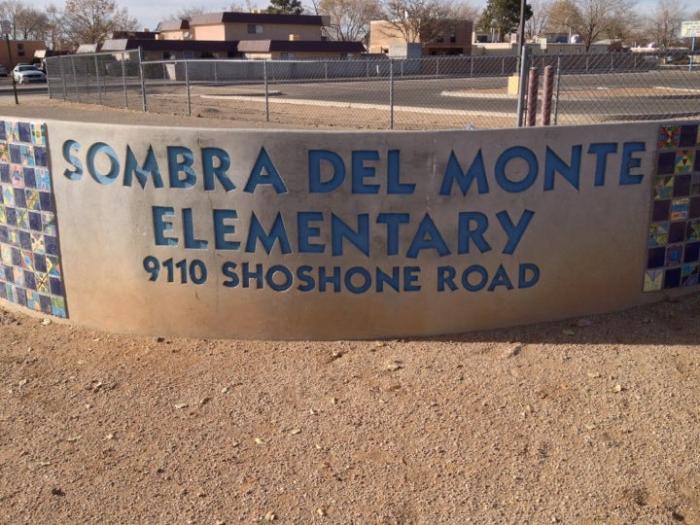 SOMBRA DEL MONTE
ELEMENTARY
9110 SHOSHONE ROAD